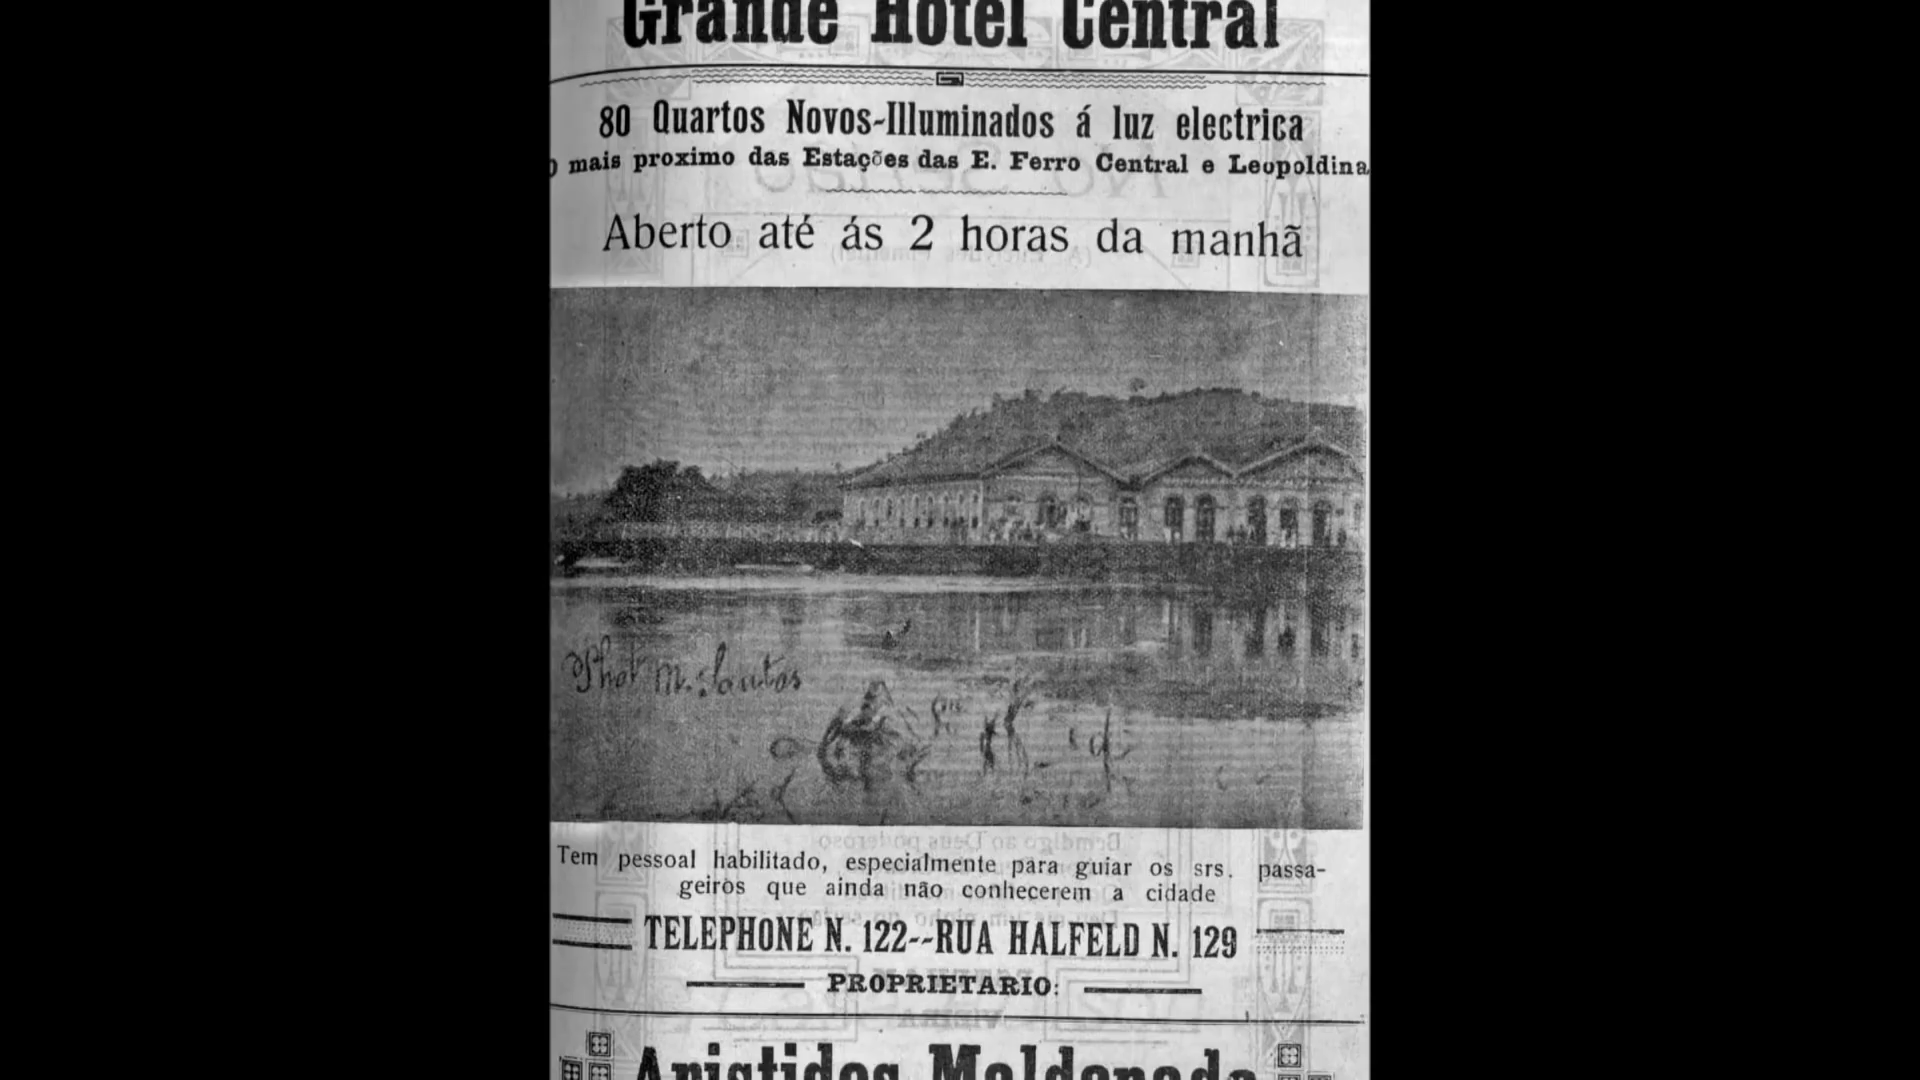 Grande Hotel Central
80 Quartos Novos-Illuminados á luz electrica
O mais proximo das Estações das E. Ferro Central e Leopoldina
Aberto até ás 2 horas da manhã
Phot M. Santos
Tem pessoal habilitado, especialmente para guiar os srs. passa-
geiros que ainda não conhecerem a cidade
TELEPHONE N. 122--RUA HALFELD N. 129
PROPRIETARIO:
Aristides Maldonado